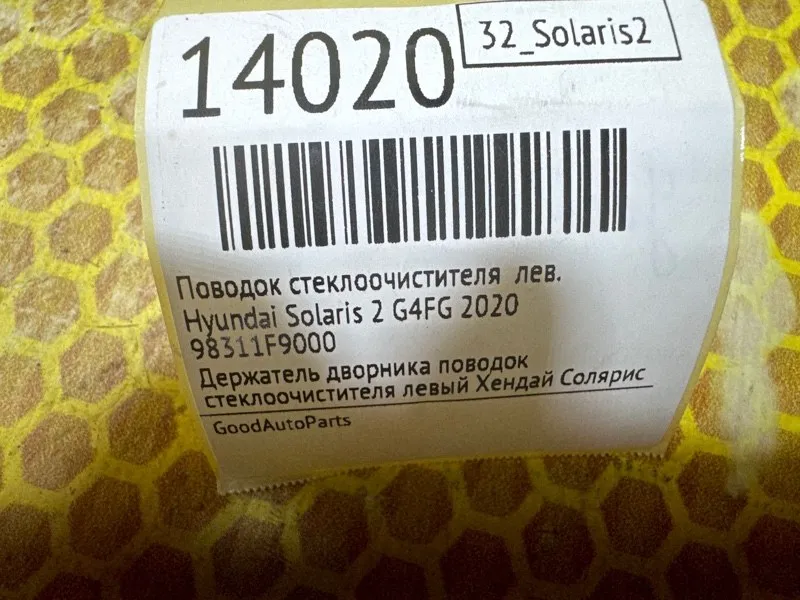 14020
32_Solaris2
Поводок стеклоочистителя лев.
Hyundai Solaris 2 G4FG 2020
98311F9000
Держатель дворника поводок
стеклоочистителя левый Хендай Солярис
GoodAutoParts